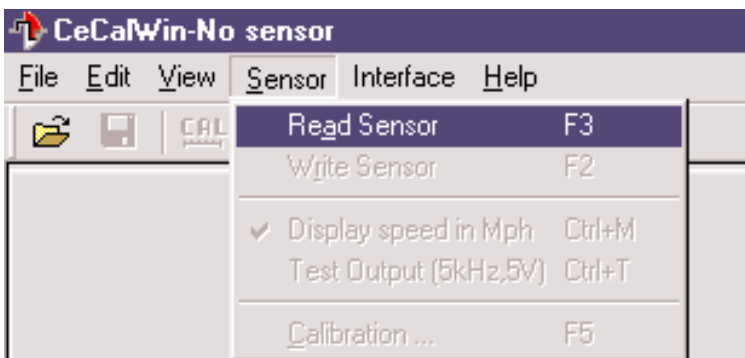 CeCalWin-No sensor
File Edit View Sensor Interface Help
CAL
Read Sensor F3
Write Sensor F2
Display speed in Mph Ctrl+M
Test Output (5kHz,5V) Ctrl+T
Calibration ... F5